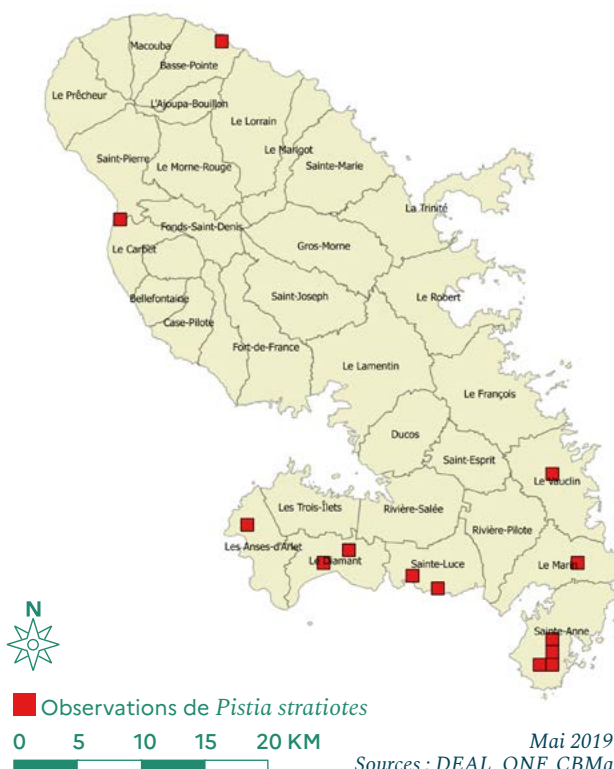 Macouba
Basse-Pointe
Le Prêcheur
L'Ajoupa-Bouillon
Le Lorrain
Saint-Pierre
Le Morne-Rouge
Le Marigot
Sainte-Marie
La Trinité
Fonds-Saint-Denis
Le Carbet
Gros-Morne
Bellefontaine
Saint-Joseph
Le Robert
Case-Pilote
Fort-de-France
Le Lamentin
Le François
Ducos
Saint-Esprit
Le Vauclin
Les Trois-Îlets
Rivière-Salée
Rivière-Pilote
Les Anses-d'Arlet
Le Diamant
Sainte-Luce
Le Marin
Sainte-Anne
N
Observations de Pistia stratiotes
0 5 10 15 20 KM
Mai 2019
Sources : DEAL, ONF, CBMa